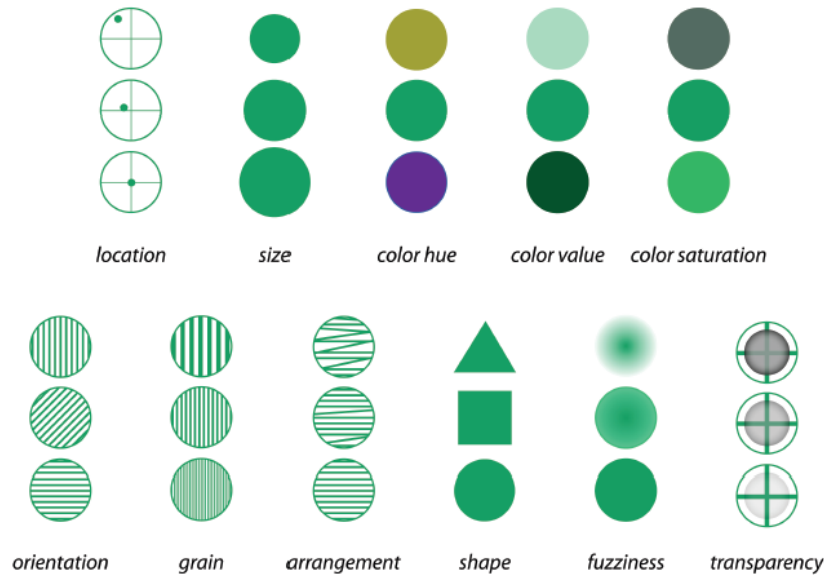 location size color hue color value color saturation
orientation grain arrangement shape fuzziness transparency